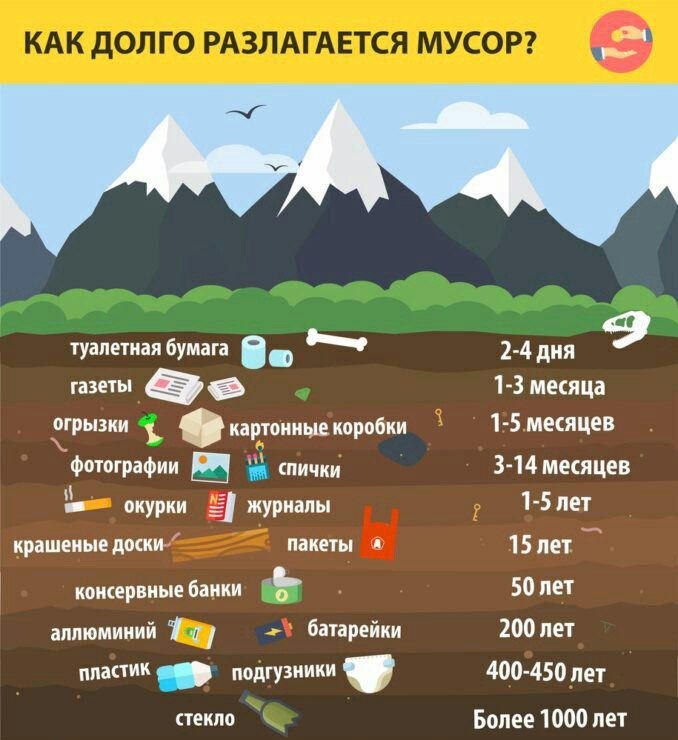 КАК ДОЛГО РАЗЛАГАЕТСЯ МУСОР?
туалетная бумага 2-4 дня
газеты 1-3 месяца
огрызки картонные коробки 1-5 месяцев
фотографии спички 3-14 месяцев
окурки журналы 1-5 лет
крашеные доски пакеты 15 лет
консервные банки 50 лет
аллюминий батарейки 200 лет
пластик подгузники 400-450 лет
стекло Более 1000 лет